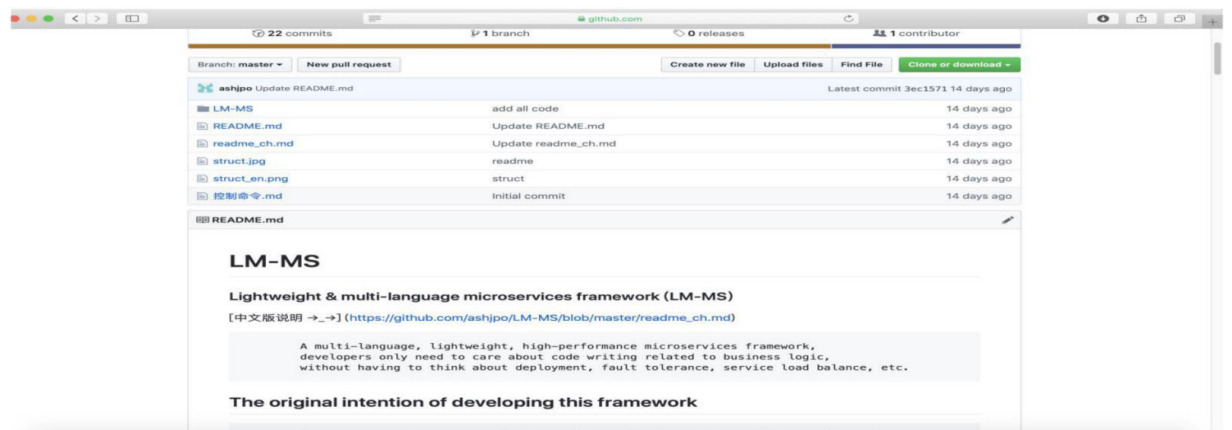 github.com
22 commits 1 branch 0 releases 1 contributor
Branch: master New pull request Create new file Upload files Find File Clone or download
ashjpo Update README.md Latest commit 3ec1571 14 days ago
LM-MS add all code 14 days ago
README.md Update README.md 14 days ago
readme_ch.md Update readme_ch.md 14 days ago
struct.jpg readme 14 days ago
struct_en.png struct 14 days ago
控制命令.md Initial commit 14 days ago
README.md
LM-MS
Lightweight & multi-language microservices framework (LM-MS)
[中文版说明 →_→] (https://github.com/ashjpo/LM-MS/blob/master/readme_ch.md)
A multi-language, lightweight, high-performance microservices framework,
developers only need to care about code writing related to business logic,
without having to think about deployment, fault tolerance, service load balance, etc.
The original intention of developing this framework